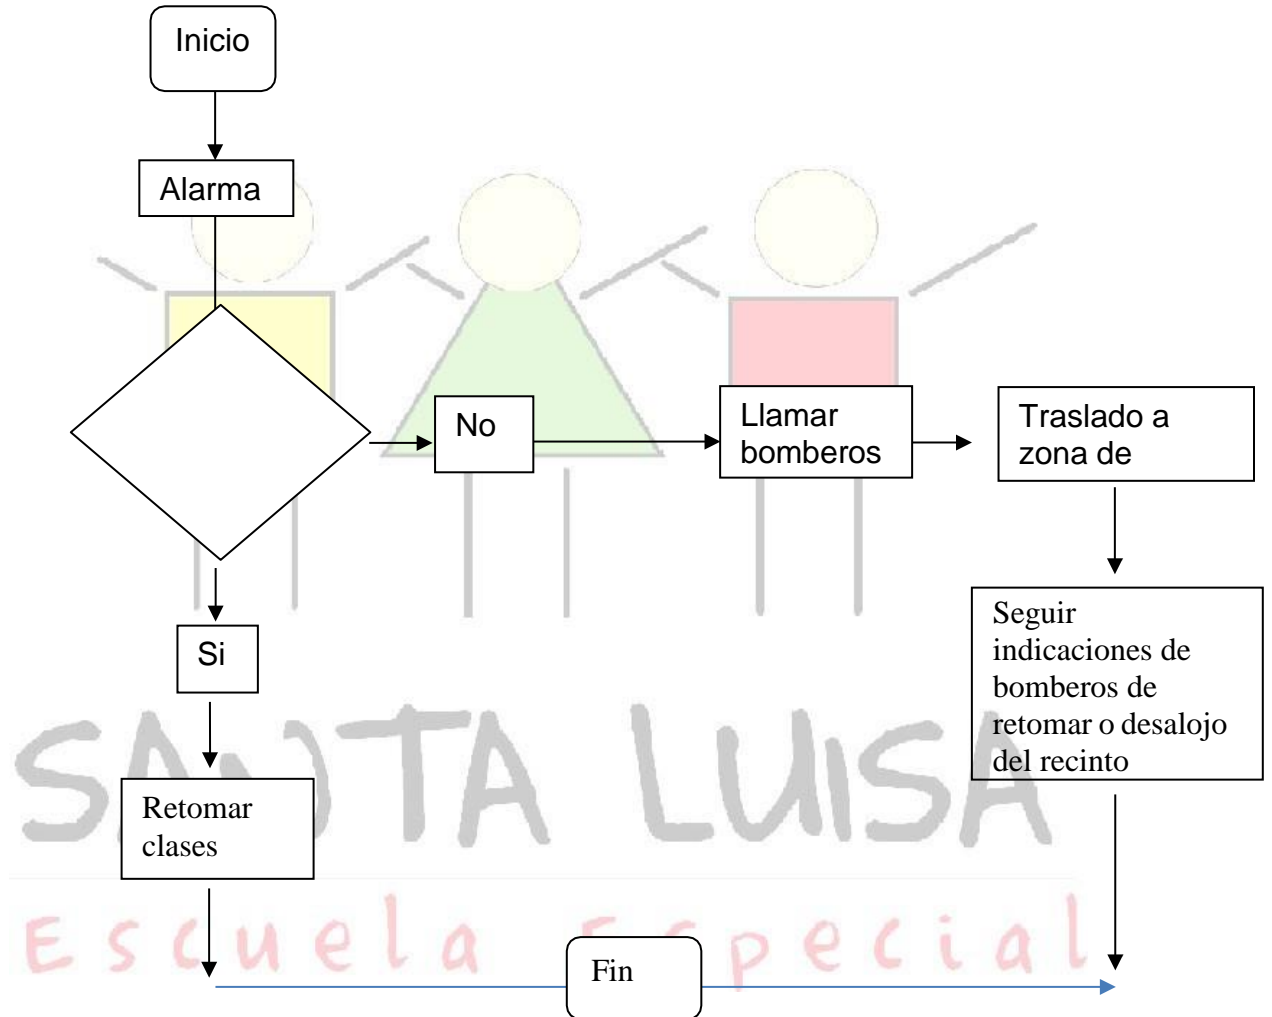 Inicio
Alarma
No
Llamar
bomberos
Traslado a
zona de
Seguir
indicaciones de
bomberos de
retomar o desalojo
del recinto
Si
Retomar
clases
SANTA LUISA
Escuela Especial
Fin